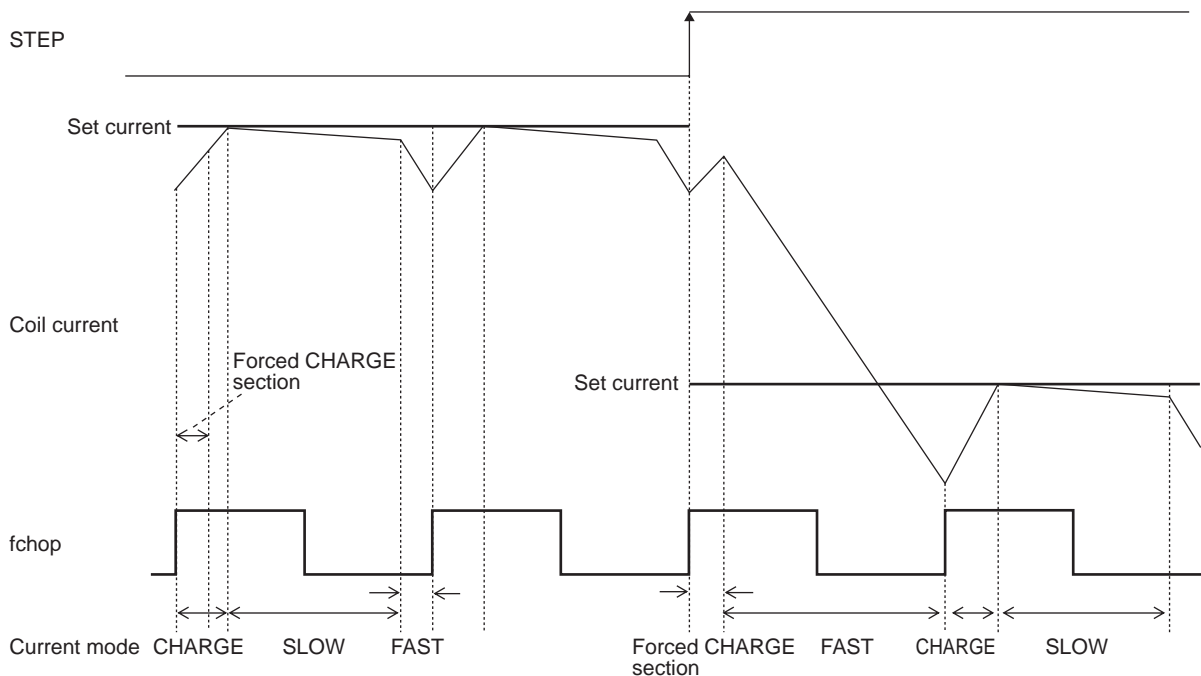 STEP
Set current
Coil current
Forced CHARGE
section
Set current
fchop
Current mode CHARGE SLOW FAST Forced CHARGE
section FAST CHARGE SLOW